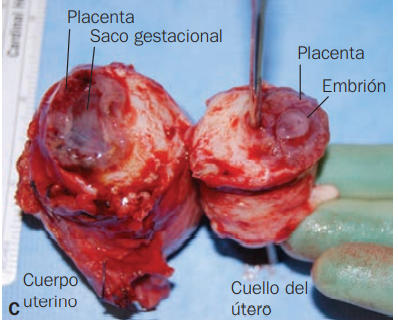 Placenta
Saco gestacional
Placenta
Embrión
Cuerpo
uterino
Cuello del
útero
C